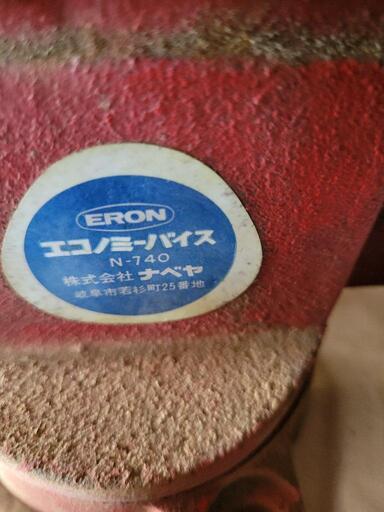 ERON
エコノミーバイス
N-740
株式会社 ナベヤ
岐阜市若杉町25番地